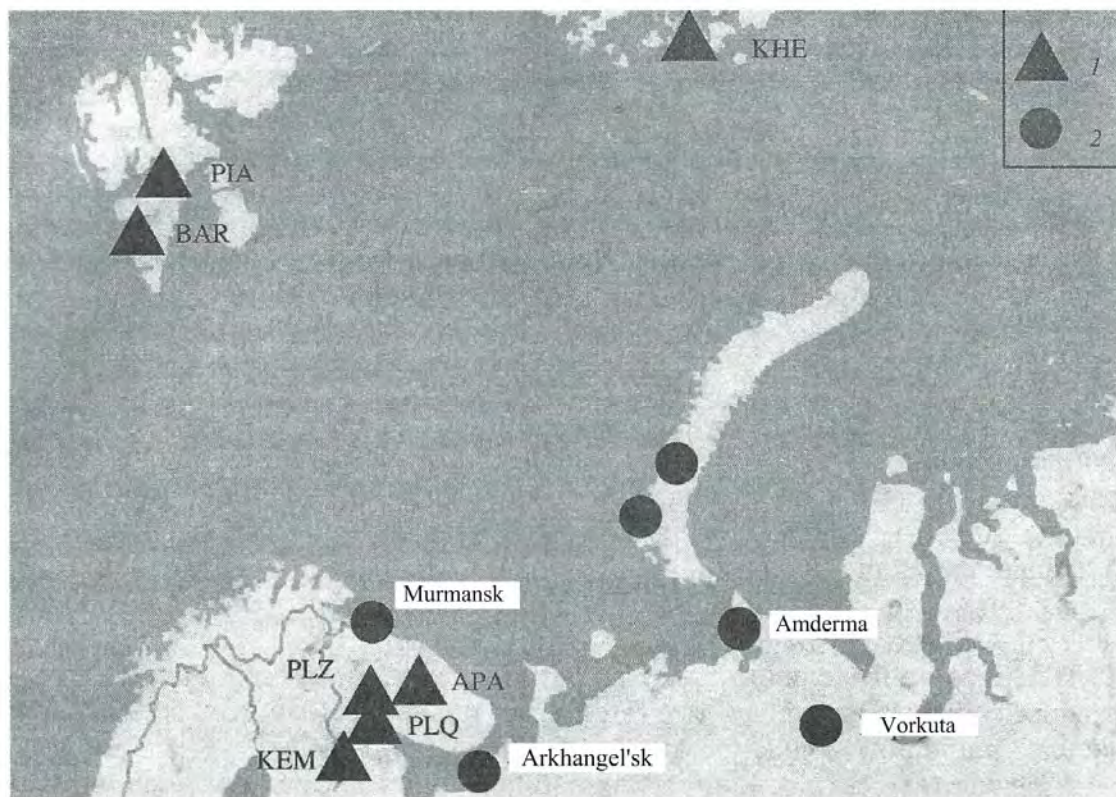 KHE
1
2
PIA
BAR
Murmansk
Amderma
PLZ
APA
PLQ
Vorkuta
KEM
Arkhangel'sk